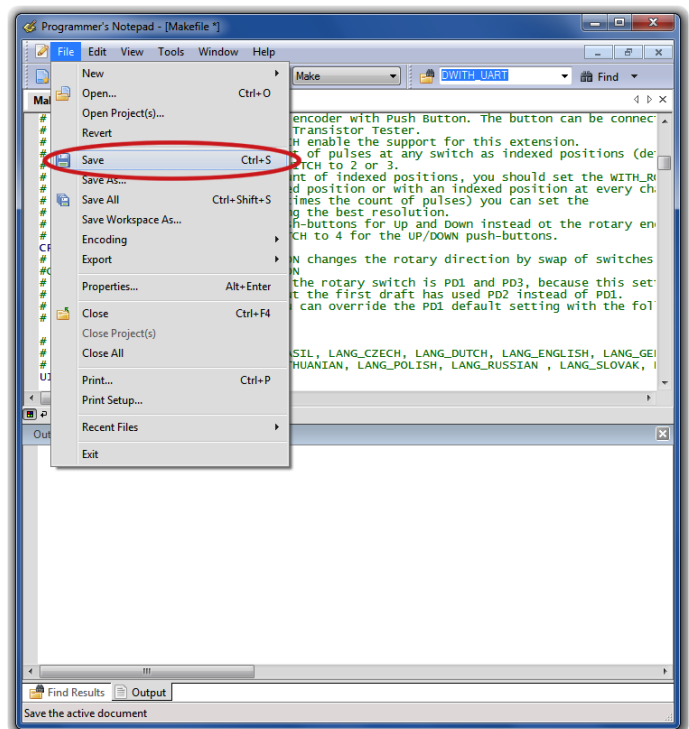 Programmer's Notepad - [Makefile *]
File Edit View Tools Window Help
Make DWITH_UART Find
New
Open... Ctrl+O
Open Project(s)...
Revert
Save Ctrl+S
Save As...
Save All Ctrl+Shift+S
Save Workspace As...
Encoding
Export
Properties... Alt+Enter
Close Ctrl+F4
Close Project(s)
Close All
Print... Ctrl+P
Print Setup...
Recent Files
Exit
encoder with Push Button. The button can be connec
Transistor Tester.
H enable the support for this extension.
of pulses at any switch as indexed positions (de
TCH to 2 or 3.
nt of indexed positions, you should set the WITH_RO
d position or with an indexed position at every ch
imes the count of pulses) you can set the
g the best resolution.
h-buttons for Up and Down instead ot the rotary en
CH to 4 for the UP/DOWN push-buttons.
ON changes the rotary direction by swap of switches
N
the rotary switch is PD1 and PD3, because this set
t the first draft has used PD2 instead of PD1.
can override the PD1 default setting with the fol
SIL, LANG_CZECH, LANG_DUTCH, LANG_ENGLISH, LANG_GE
HUANIAN, LANG_POLISH, LANG_RUSSIAN , LANG_SLOVAK,
Out
Find Results Output
Save the active document